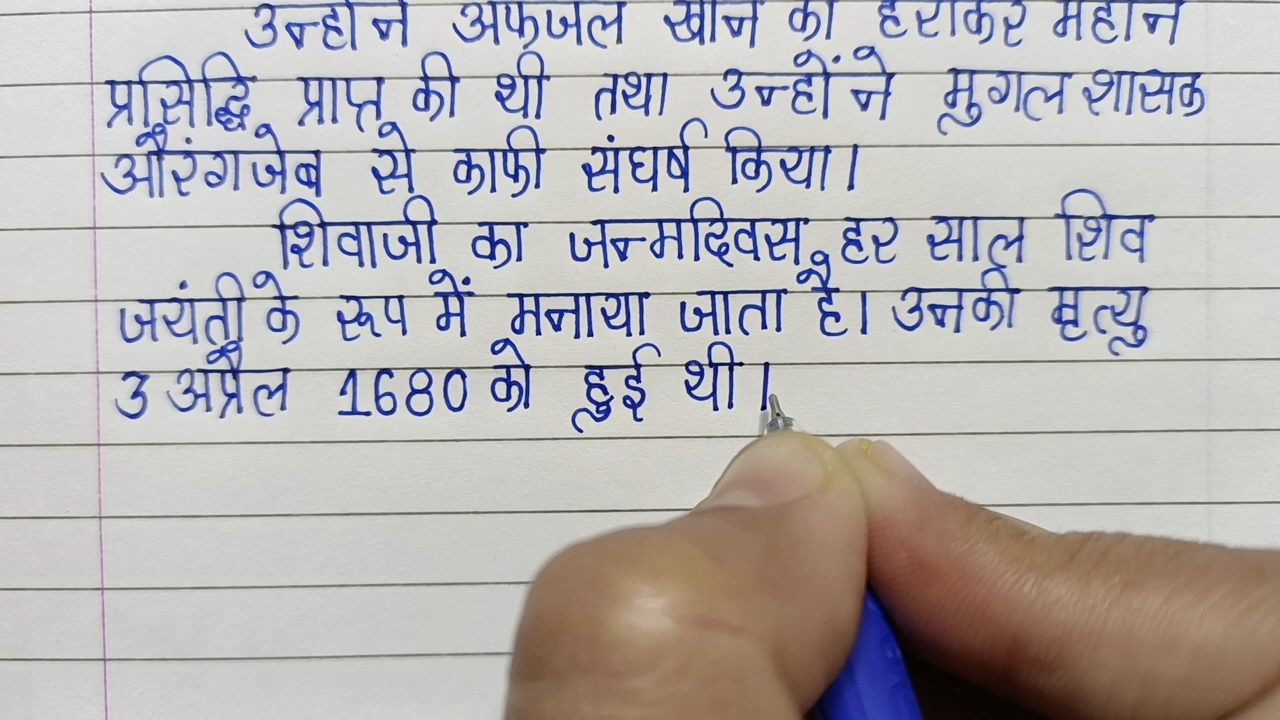 उन्होंने अफजल खान को हराकर महान
प्रसिद्धि प्राप्त की थी तथा उन्होंने मुगल शासक
औरंगजेब से काफी संघर्ष किया।
शिवाजी का जन्मदिवस हर साल शिव
जयंती के रूप में मनाया जाता है। उनकी मृत्यु
3 अप्रैल 1680 को हुई थी।